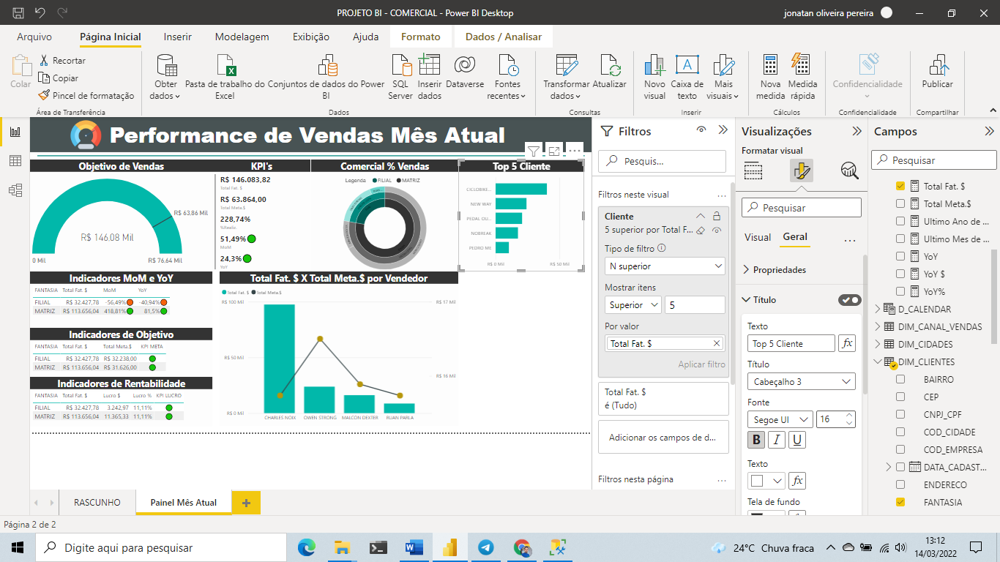 PROJETO BI - COMERCIAL - Power BI Desktop
jonatan oliveira pereira
Arquivo
Página Inicial
Inserir
Modelagem
Exibição
Ajuda
Formato
Dados / Analisar
Colar
Recortar
Copiar
Pincel de formatação
Área de Transferência
Obter dados
Pasta de trabalho do Excel
Conjuntos de dados do Power BI
SQL Server
Inserir dados
Dataverse
Fontes recentes
Dados
Transformar dados
Atualizar
Consultas
Novo visual
Caixa de texto
Mais visuais
Inserir
Nova medida
Medida rápida
Cálculos
Confidencialidade
Confidencialidade
Publicar
Compartilhar
Performance de Vendas Mês Atual
Objetivo de Vendas
R$ 63.86 Mil
R$ 146.08 Mil
0 Mil
R$ 76.64 Mil
KPI's
R$ 146.083,82
Total Fat. $
R$ 63.864,00
Total Meta.$
228,74%
%Realiz.
51,49%
MoM
24,3%
YoY
Comercial % Vendas
Legenda
FILIAL
MATRIZ
Top 5 Cliente
CICLOBIKE...
NEW WAY
PEDAL OU...
NOBREAK
PEDRO ME
R$ 0 Mil
R$ 50 Mil
Indicadores MoM e YoY
FANTASIA Total Fat. $ MoM YoY
FILIAL R$ 32.427,78 -56,49% -40,94%
MATRIZ R$ 113.656,04 418,81% 81,5%
Indicadores de Objetivo
FANTASIA Total Fat. $ Total Meta.$ KPI META
FILIAL R$ 32.427,78 R$ 32.238,00
MATRIZ R$ 113.656,04 R$ 31.626,00
Indicadores de Rentabilidade
FANTASIA Total Fat. $ Lucro $ Lucro % KPI LUCRO
FILIAL R$ 32.427,78 3.242,97 11,11%
MATRIZ R$ 113.656,04 11.365,33 11,11%
Total Fat. $ X Total Meta.$ por Vendedor
Total Fat. $ Total Meta.$
R$ 100 Mil
R$ 50 Mil
R$ 0 Mil
R$ 17 Mil
R$ 16 Mil
CHARLES NOIX
OWEN STRONG
MALCON DEXTER
RUAN PARLA
Filtros
Pesquis...
Filtros neste visual
...
Cliente
5 superior por Total F...
Tipo de filtro
N superior
Mostrar itens
Superior
5
Por valor
Total Fat. $
Aplicar filtro
Total Fat. $
é (Tudo)
Adicionar os campos de d...
Filtros nesta página
...
Visualizações
Formatar visual
Pesquisar
Visual
Geral
...
Propriedades
Título
Texto
Top 5 Cliente
fx
Título
Cabeçalho 3
Fonte
Segoe UI
16
B
I
U
Texto
fx
Tela de fundo
Campos
Pesquisar
Total Fat. $
Total Meta.$
Ultimo Ano de ...
Ultimo Mes de ...
YoY
YoY $
YoY%
D_CALENDAR
DIM_CANAL_VENDAS
DIM_CIDADES
DIM_CLIENTES
BAIRRO
CEP
CNPJ_CPF
COD_CIDADE
COD_EMPRESA
DATA_CADAST...
ENDERECO
FANTASIA
RASCUNHO
Painel Mês Atual
Página 2 de 2
Digite aqui para pesquisar
24°C Chuva fraca
13:12
14/03/2022